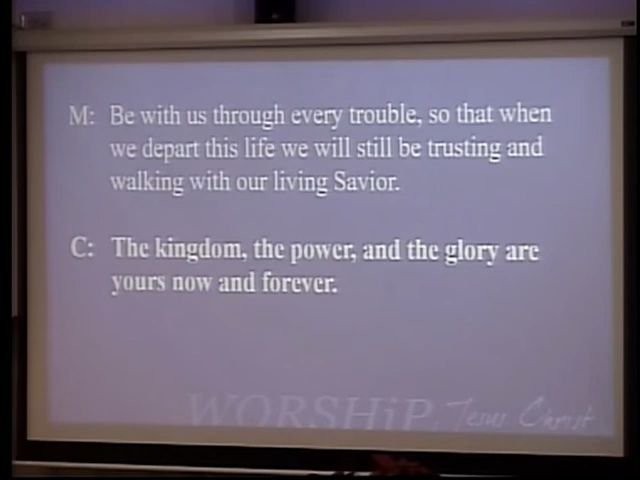 M: Be with us through every trouble, so that when
we depart this life we will still be trusting and
walking with our living Savior.
C: The kingdom, the power, and the glory are
yours now and forever.
WORSHiP Jesus Christ